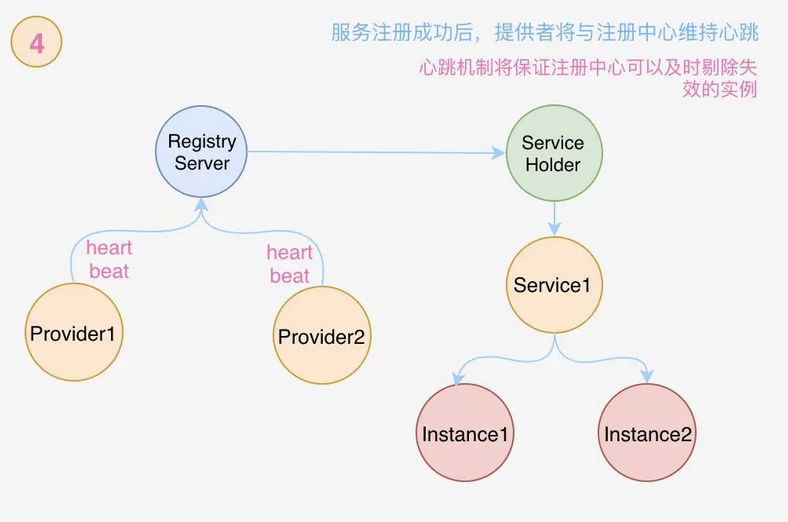 4
服务注册成功后，提供者将与注册中心维持心跳
心跳机制将保证注册中心可以及时剔除失
效的实例
Registry
Server
Service
Holder
heart
beat
heart
beat
Service1
Provider1
Provider2
Instance1
Instance2